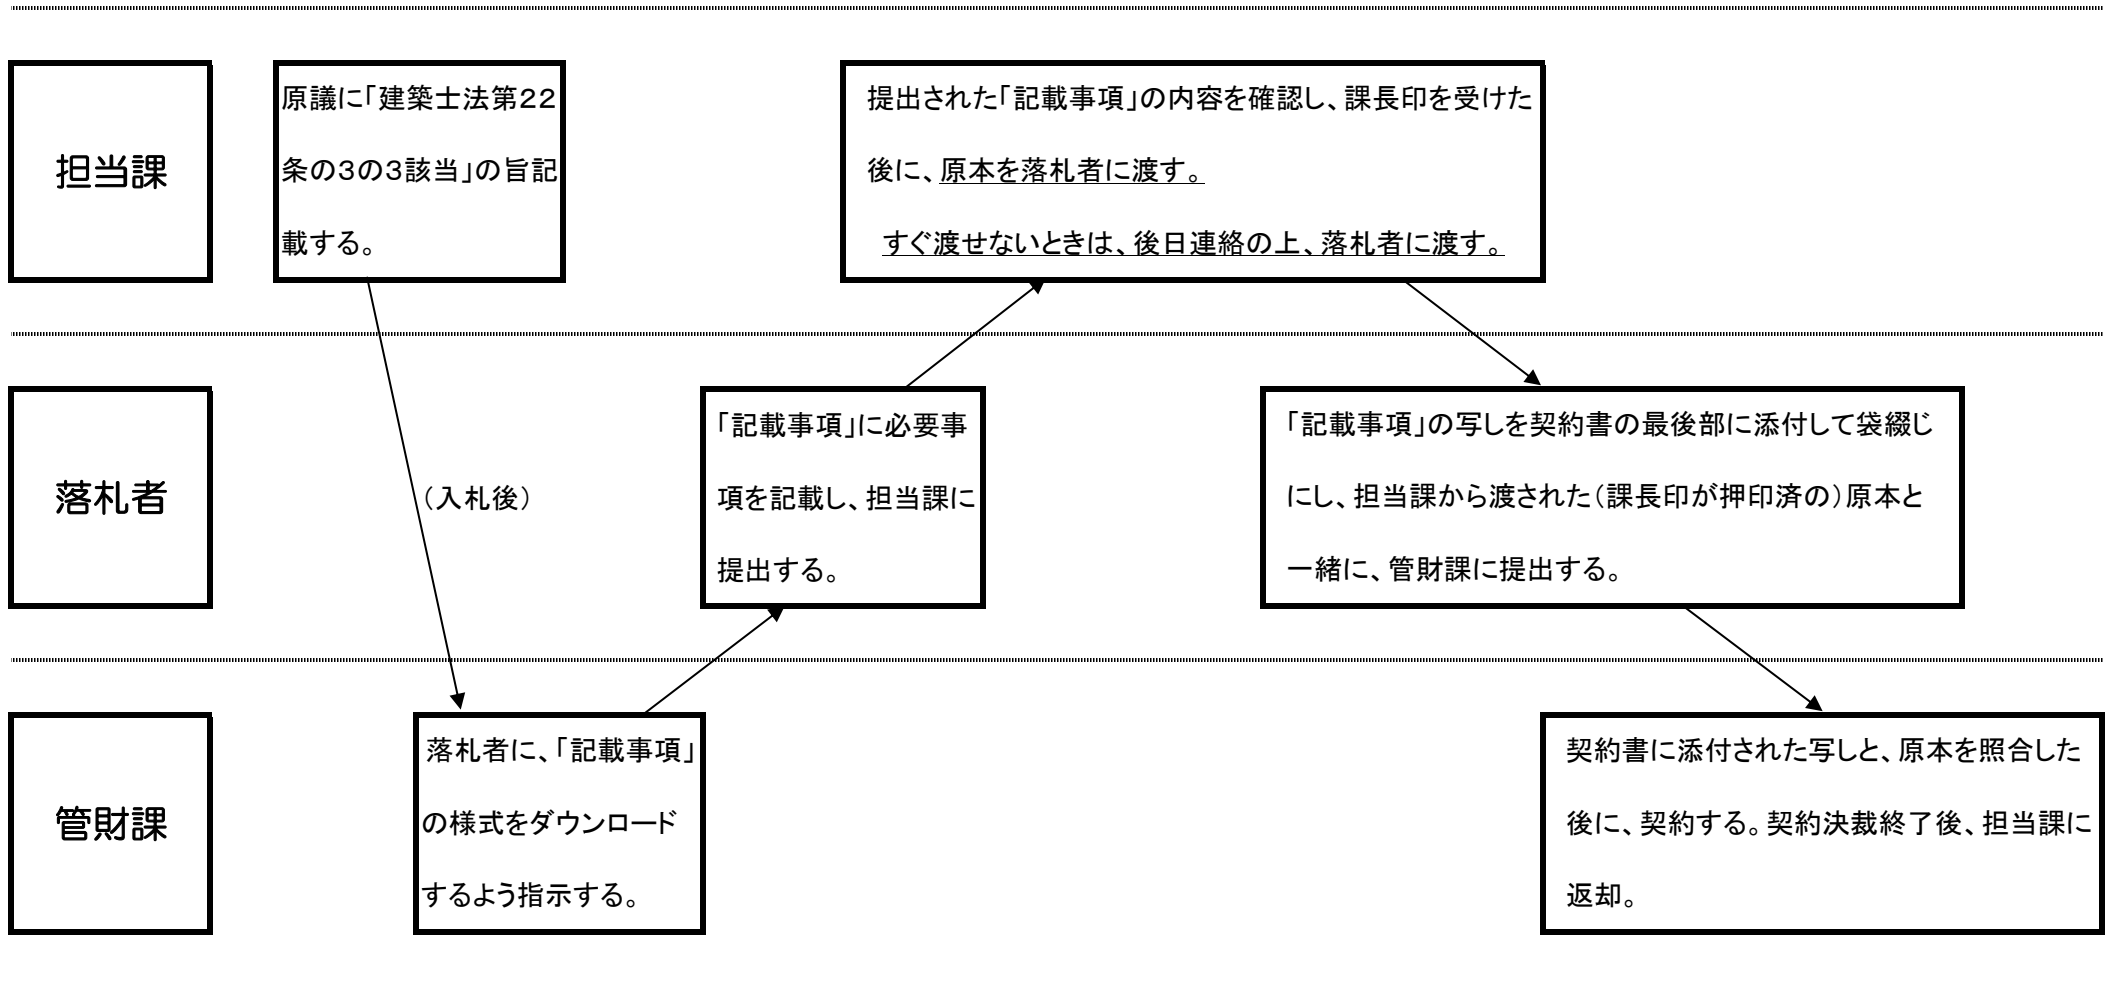 担当課
原議に「建築士法第22
条の3の3該当」の旨記
載する。
提出された「記載事項」の内容を確認し、課長印を受けた
後に、原本を落札者に渡す。
すぐ渡せないときは、後日連絡の上、落札者に渡す。
落札者
（入札後）
「記載事項」に必要事
項を記載し、担当課に
提出する。
「記載事項」の写しを契約書の最後部に添付して袋綴じ
にし、担当課から渡された（課長印が押印済の）原本と
一緒に、管財課に提出する。
管財課
落札者に、「記載事項」
の様式をダウンロード
するよう指示する。
契約書に添付された写しと、原本を照合した
後に、契約する。契約決裁終了後、担当課に
返却。